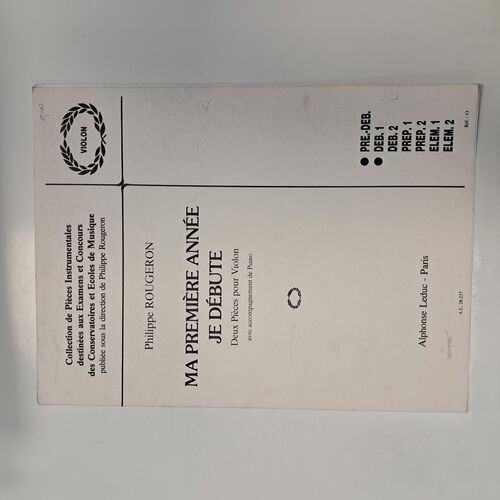 VIOLON
Collection de Pièces Instrumentales
destinées aux Examens et Concours
des Conservatoires et Ecoles de Musique
publiée sous la direction de Philippe Rougeron
Philippe ROUGERON
MA PREMIÈRE ANNÉE
JE DÉBUTE
Deux Pièces pour Violon
avec accompagnement de Piano
● PRE.-DEB.
● DEB. 1
DEB. 2
PREP. 1
PREP. 2
ELEM. 1
ELEM. 2
Alphonse Leduc - Paris
A.L. 28.227